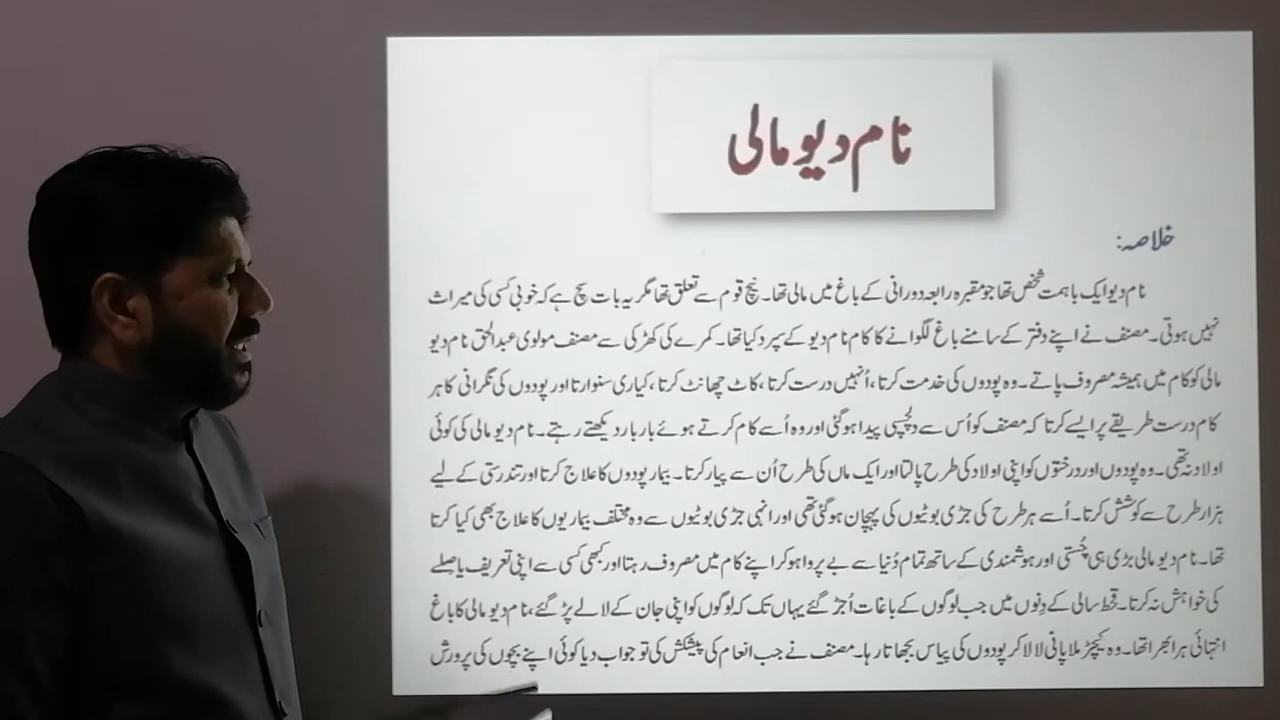 نام دیو مالی
خلاصہ:
نام دیو ایک باہمت شخص تھا جو مقبرہ رابعہ دورانی کے باغ میں مالی تھا۔ نیچ قوم سے تعلق تھا مگر یہ بات سچ ہے کہ خوبی کسی کی میراث
نہیں ہوتی۔ مصنف نے اپنے دفتر کے سامنے باغ لگوانے کا کام نام دیو کے سپرد کیا تھا۔ کمرے کی کھڑکی سے مصنف مولوی عبدالحق نام دیو
مالی کو کام میں ہمیشہ مصروف پاتے۔ وہ پودوں کی خدمت کرتا، اُنہیں درست کرتا، کاٹ چھانٹ کرتا، کیاری سنوارتا اور پودوں کی نگرانی کا ہر
کام درست طریقے پر ایسے کرتا کہ مصنف کو اُس سے دلچسپی پیدا ہو گئی اور وہ اُسے کام کرتے ہوئے بار بار دیکھتے رہتے۔ نام دیو مالی کی کوئی
اولاد نہ تھی۔ وہ پودوں اور درختوں کو اپنی اولاد کی طرح پالتا اور ایک ماں کی طرح اُن سے پیار کرتا۔ بیمار پودوں کا علاج کرتا اور تندرستی کے لیے
ہزار طرح سے کوشش کرتا۔ اُسے ہر طرح کی جڑی بوٹیوں کی پہچان ہو گئی تھی اور انہی جڑی بوٹیوں سے وہ مختلف بیماریوں کا علاج بھی کیا کرتا
تھا۔ نام دیو مالی بڑی ہی چُستی اور ہوشمندی کے ساتھ تمام دُنیا سے بے پروا ہو کر اپنے کام میں مصروف رہتا اور کبھی کسی سے اپنی تعریف یا صلے
کی خواہش نہ کرتا۔ قحط سالی کے دِنوں میں جب لوگوں کے باغات اُجڑ گئے یہاں تک کہ لوگوں کو اپنی جان کے لالے پڑ گئے، نام دیو مالی کا باغ
انتہائی ہرا بھرا تھا۔ وہ کیچڑ ملا پانی لا لا کر پودوں کی پیاس بجھاتا رہا۔ مصنف نے جب انعام کی پیشکش کی تو جواب دیا کوئی اپنے بچوں کی پرورش